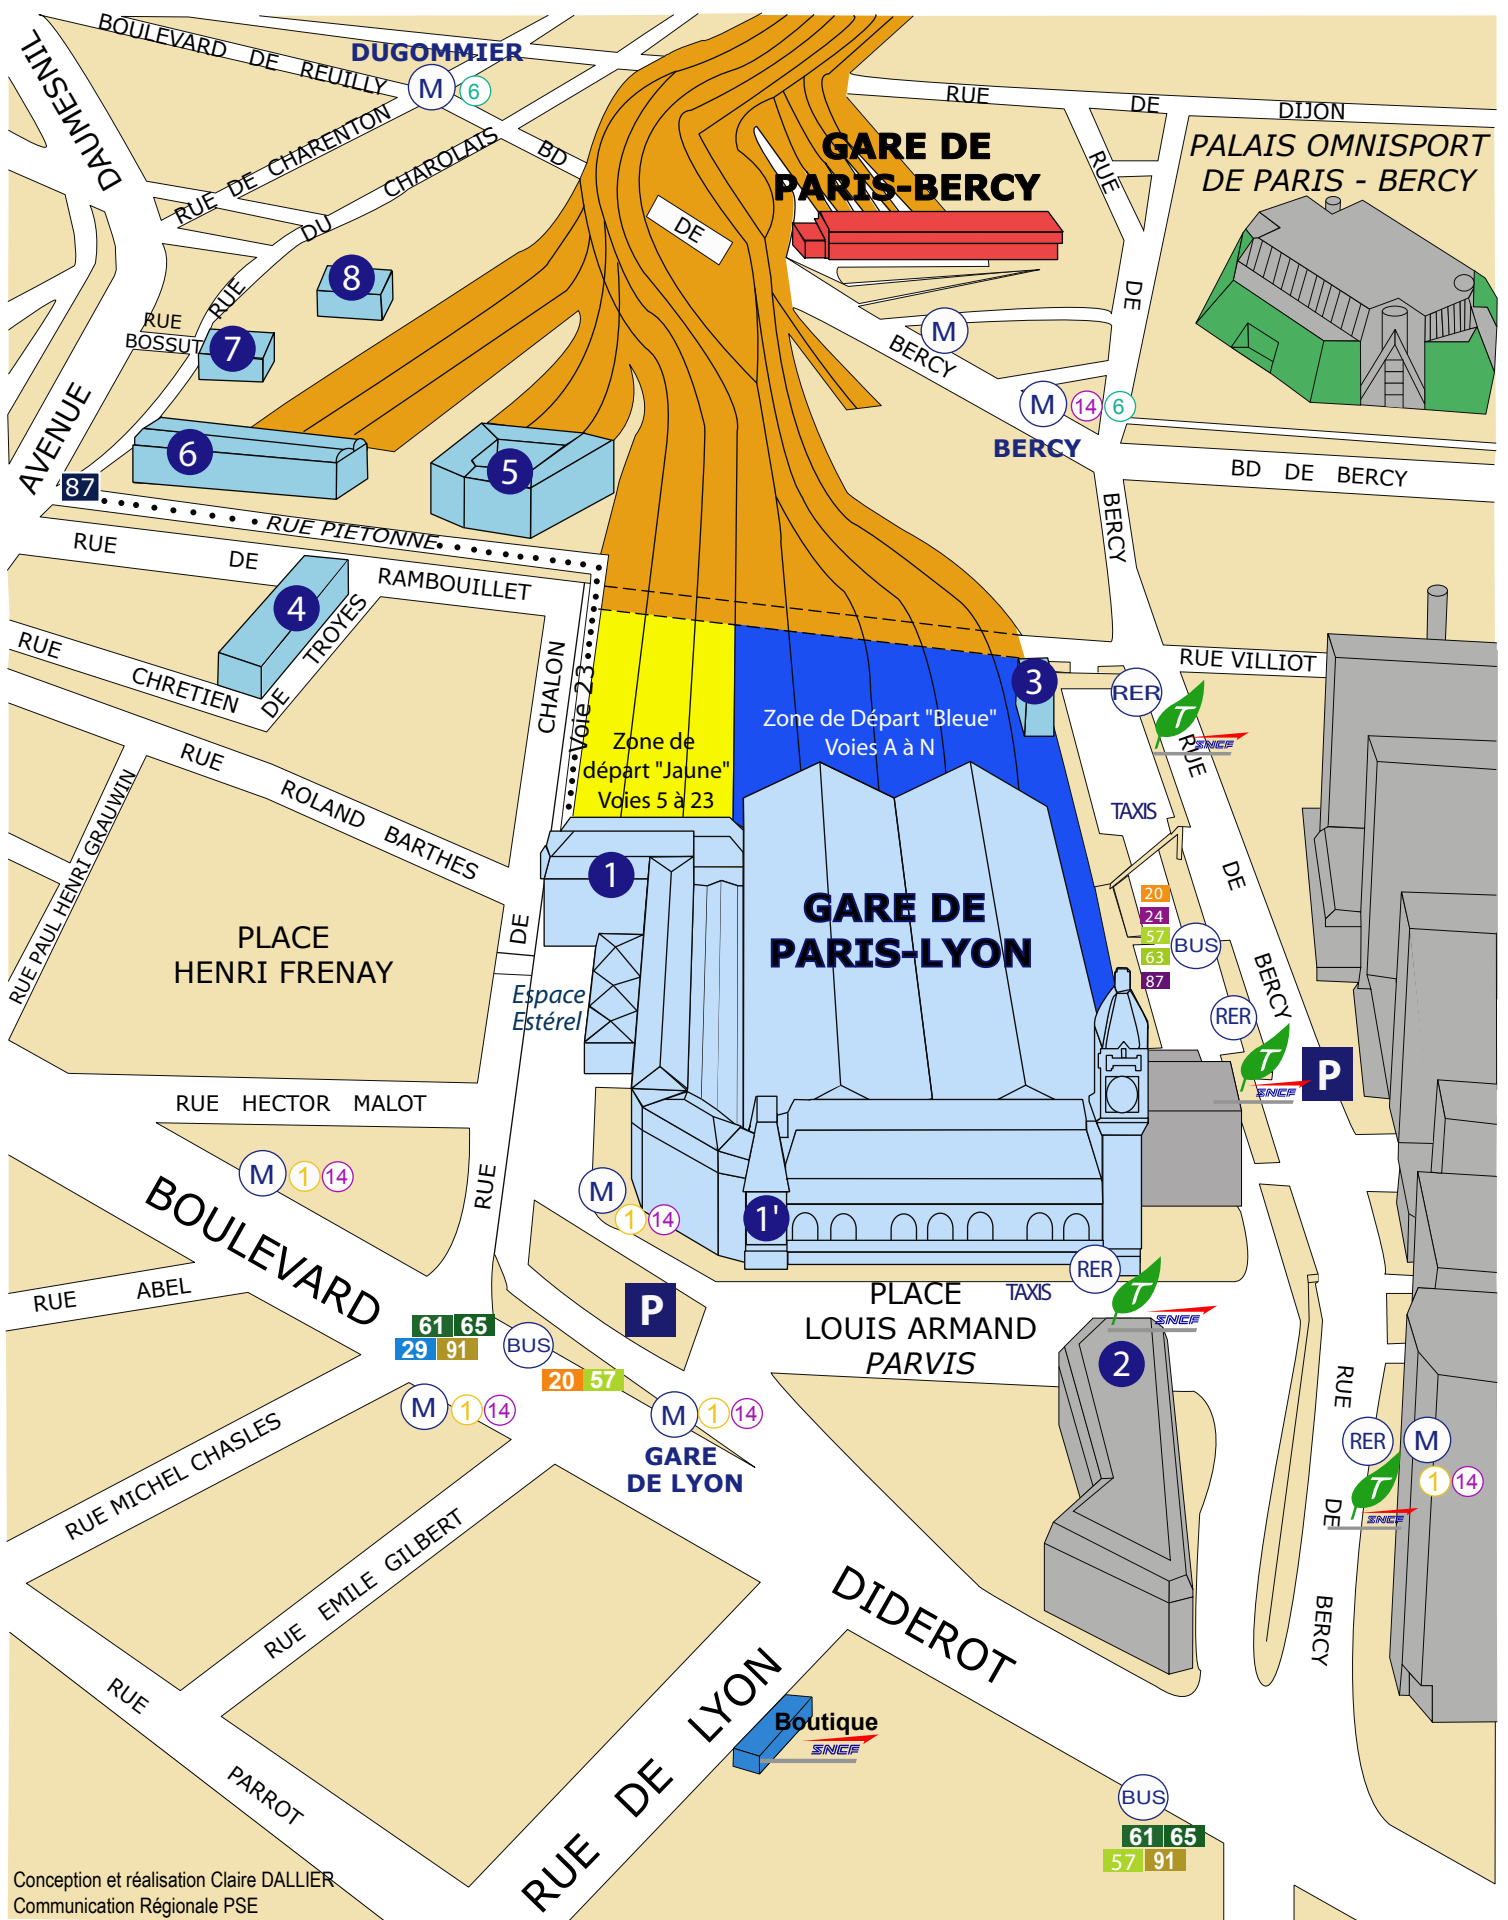 BOULEVARD DE REUILLY
DUGOMMIER
M 6
DAUMESNIL
AVENUE
RUE DE CHARENTON
RUE DU CHAROLAIS
BD
DE
BERCY
RUE DE DIJON
GARE DE
PARIS-BERCY
PALAIS OMNISPORT
DE PARIS - BERCY
RUE
DE
BERCY
8
RUE
BOSSUT
7
M
M 14 6
BERCY
BD DE BERCY
6
5
87
RUE PIETONNE
RUE DE RAMBOUILLET
4
RUE
CHRETIEN
DE
TROYES
CHALON
DE
RUE
Voie 23
Zone de
départ "Jaune"
Voies 5 à 23
Zone de Départ "Bleue"
Voies A à N
3
RUE VILLIOT
RER
T
SNCF
RUE
DE
BERCY
TAXIS
RUE ROLAND BARTHES
RUE PAUL HENRI GRAUWIN
1
GARE DE
PARIS-LYON
20
24
57
63
87
BUS
PLACE
HENRI FRENAY
Espace
Estérel
RER
T
SNCF
P
RUE HECTOR MALOT
M 1 14
M
1 14
1'
BOULEVARD
DIDEROT
RUE ABEL
P
RER
TAXIS
T
SNCF
PLACE
LOUIS ARMAND
PARVIS
2
61 65
29 91
BUS
20 57
M 1 14
M 1 14
GARE
DE LYON
RUE
DE
BERCY
RER M
1 14
T
SNCF
RUE MICHEL CHASLES
RUE EMILE GILBERT
RUE PARROT
RUE DE LYON
Boutique
SNCF
BUS
61 65
57 91
Conception et réalisation Claire DALLIER
Communication Régionale PSE